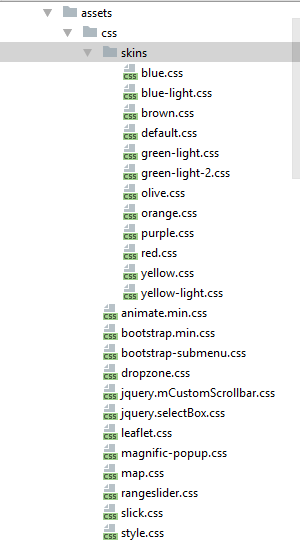 assets
css
skins
blue.css
blue-light.css
brown.css
default.css
green-light.css
green-light-2.css
olive.css
orange.css
purple.css
red.css
yellow.css
yellow-light.css
animate.min.css
bootstrap.min.css
bootstrap-submenu.css
dropzone.css
jquery.mCustomScrollbar.css
jquery.selectBox.css
leaflet.css
magnific-popup.css
map.css
rangeslider.css
slick.css
style.css